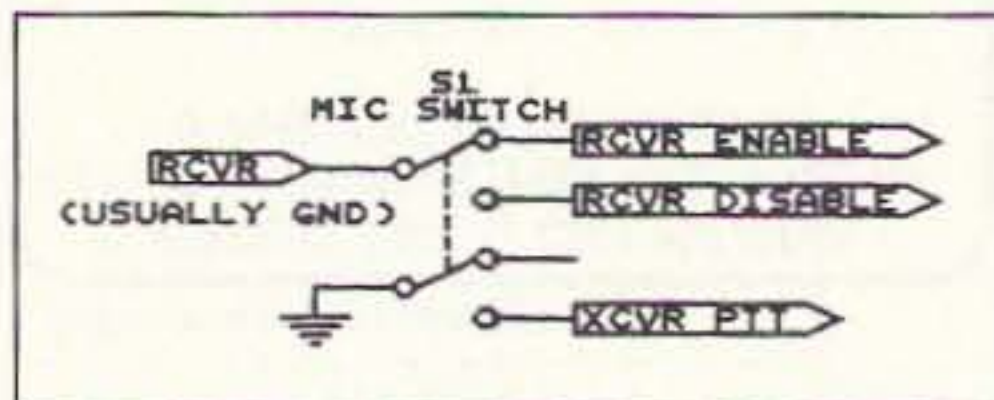 S1
MIC SWITCH
RCVR ENABLE
RCVR
RCVR DISABLE
(USUALLY GND)
XCVR PTT